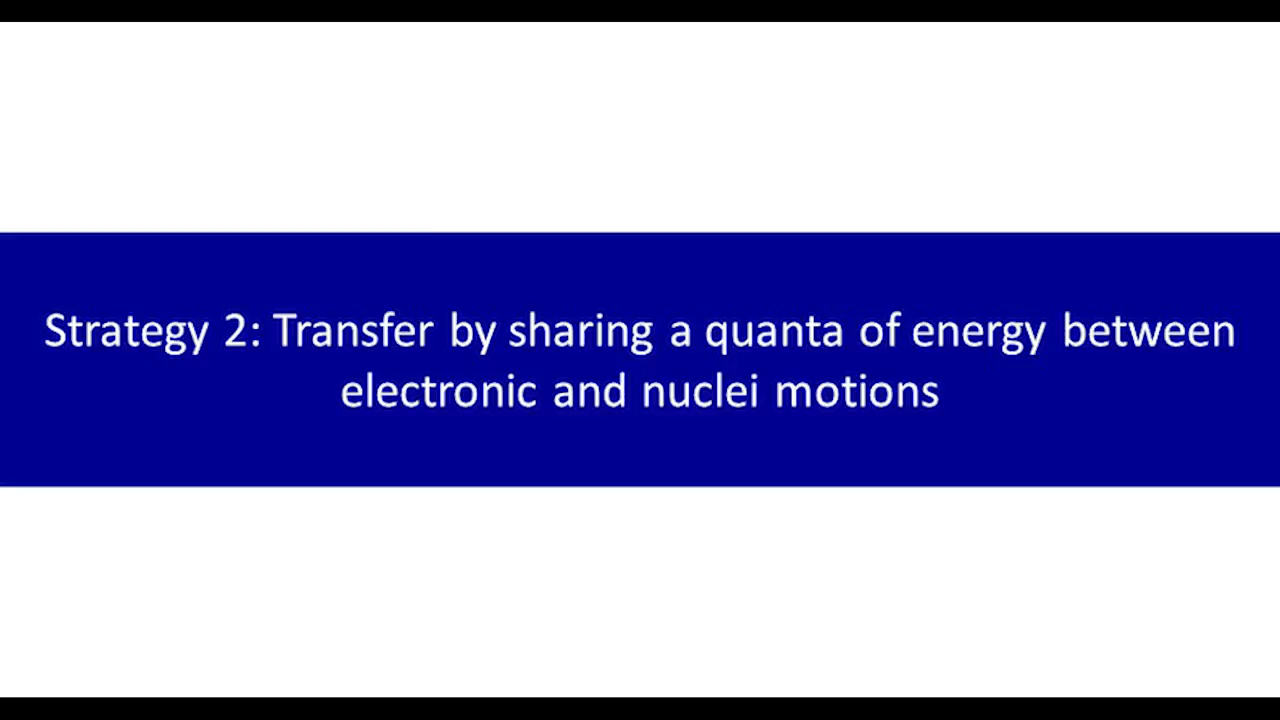 Strategy 2: Transfer by sharing a quanta of energy between
electronic and nuclei motions